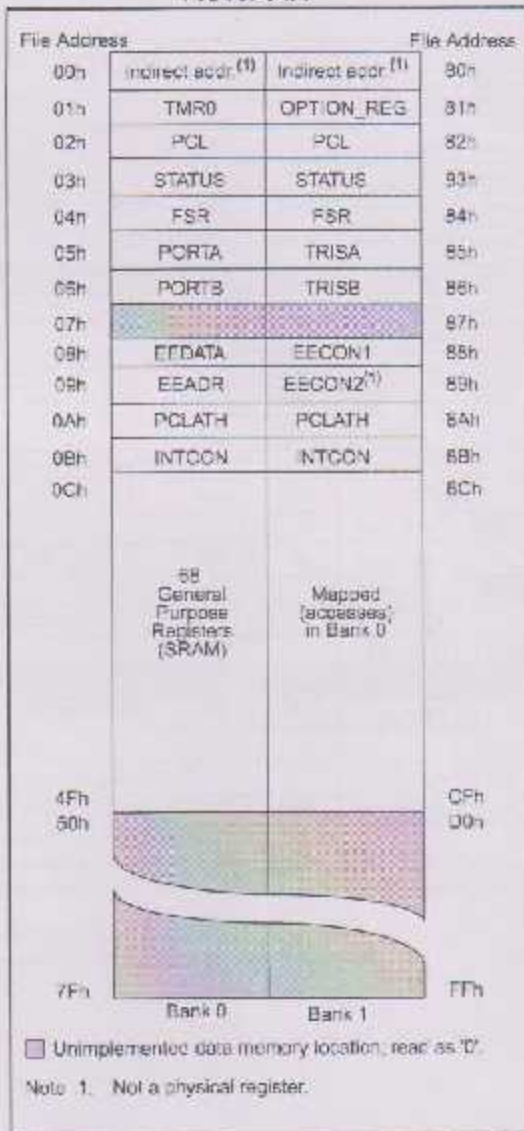 File Address File Address
00h Indirect addr.(1) Indirect addr.(1) 80h
01h TMR0 OPTION_REG 81h
02h PCL PCL 82h
03h STATUS STATUS 83h
04h FSR FSR 84h
05h PORTA TRISA 85h
06h PORTB TRISB 86h
07h 87h
08h EEDATA EECON1 88h
09h EEADR EECON2(1) 89h
0Ah PCLATH PCLATH 8Ah
0Bh INTCON INTCON 8Bh
0Ch 8Ch
68
General
Purpose
Registers
(SRAM)
Mapped
(accesses)
in Bank 0
4Fh CFh
50h D0h
7Fh FFh
Bank 0 Bank 1
Unimplemented data memory location, read as '0'.
Note 1. Not a physical register.